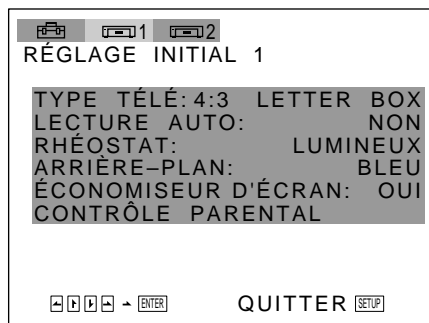 1 2
RÉGLAGE INITIAL 1
TYPE TÉLÉ: 4:3 LETTER BOX
LECTURE AUTO: NON
RHÉOSTAT: LUMINEUX
ARRIÈRE–PLAN: BLEU
ÉCONOMISEUR D'ÉCRAN: OUI
CONTRÔLE PARENTAL
ENTER QUITTER SETUP